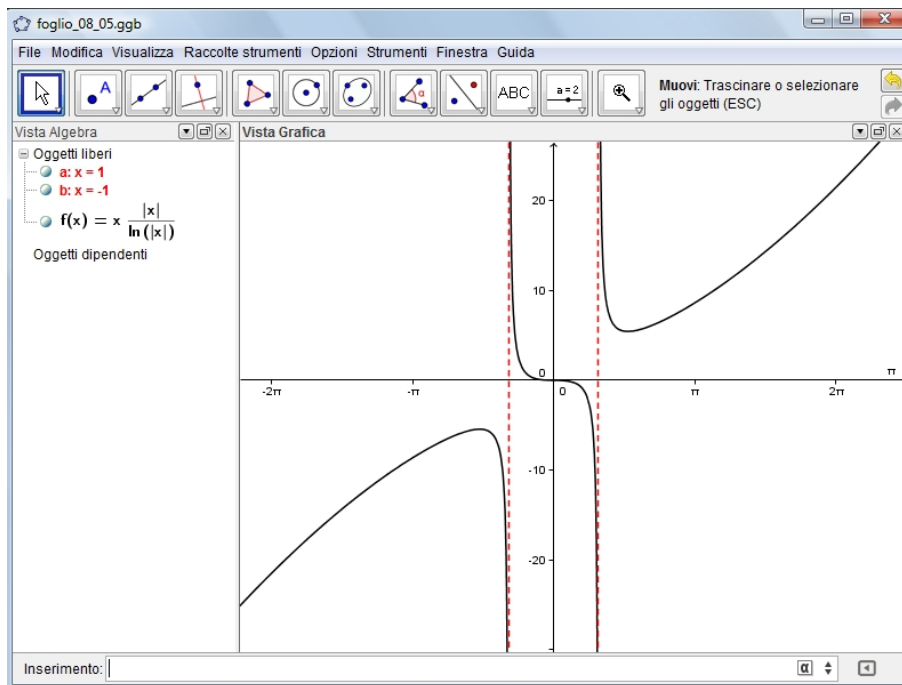 foglio_08_05.ggb
File Modifica Visualizza Raccolte strumenti Opzioni Strumenti Finestra Guida
A
α
ABC
a=2
Muovi: Trascinare o selezionare
gli oggetti (ESC)
Vista Algebra
Vista Grafica
Oggetti liberi
a: x = 1
b: x = -1
f(x) = x |x| / ln (|x|)
Oggetti dipendenti
20
10
0
π
-2π
-π
0
π
2π
-10
-20
Inserimento:
α